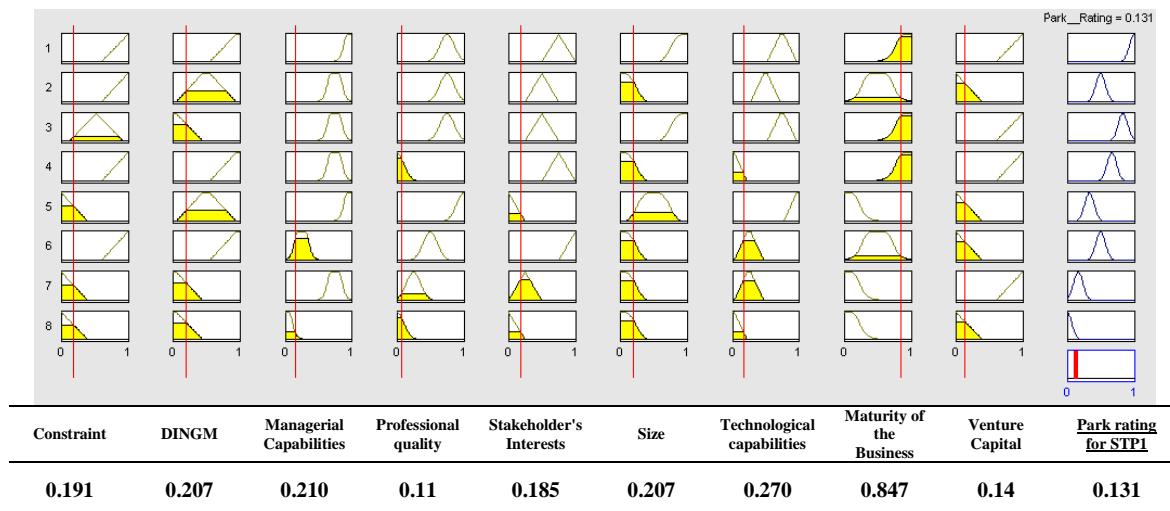 Park__Rating = 0.131
1
2
3
4
5
6
7
8
0 1 0 1 0 1 0 1 0 1 0 1 0 1 0 1 0 1
0 1
Constraint DINGM Managerial Capabilities Professional quality Stakeholder's Interests Size Technological capabilities Maturity of the Business Venture Capital Park rating for STP1
0.191 0.207 0.210 0.11 0.185 0.207 0.270 0.847 0.14 0.131